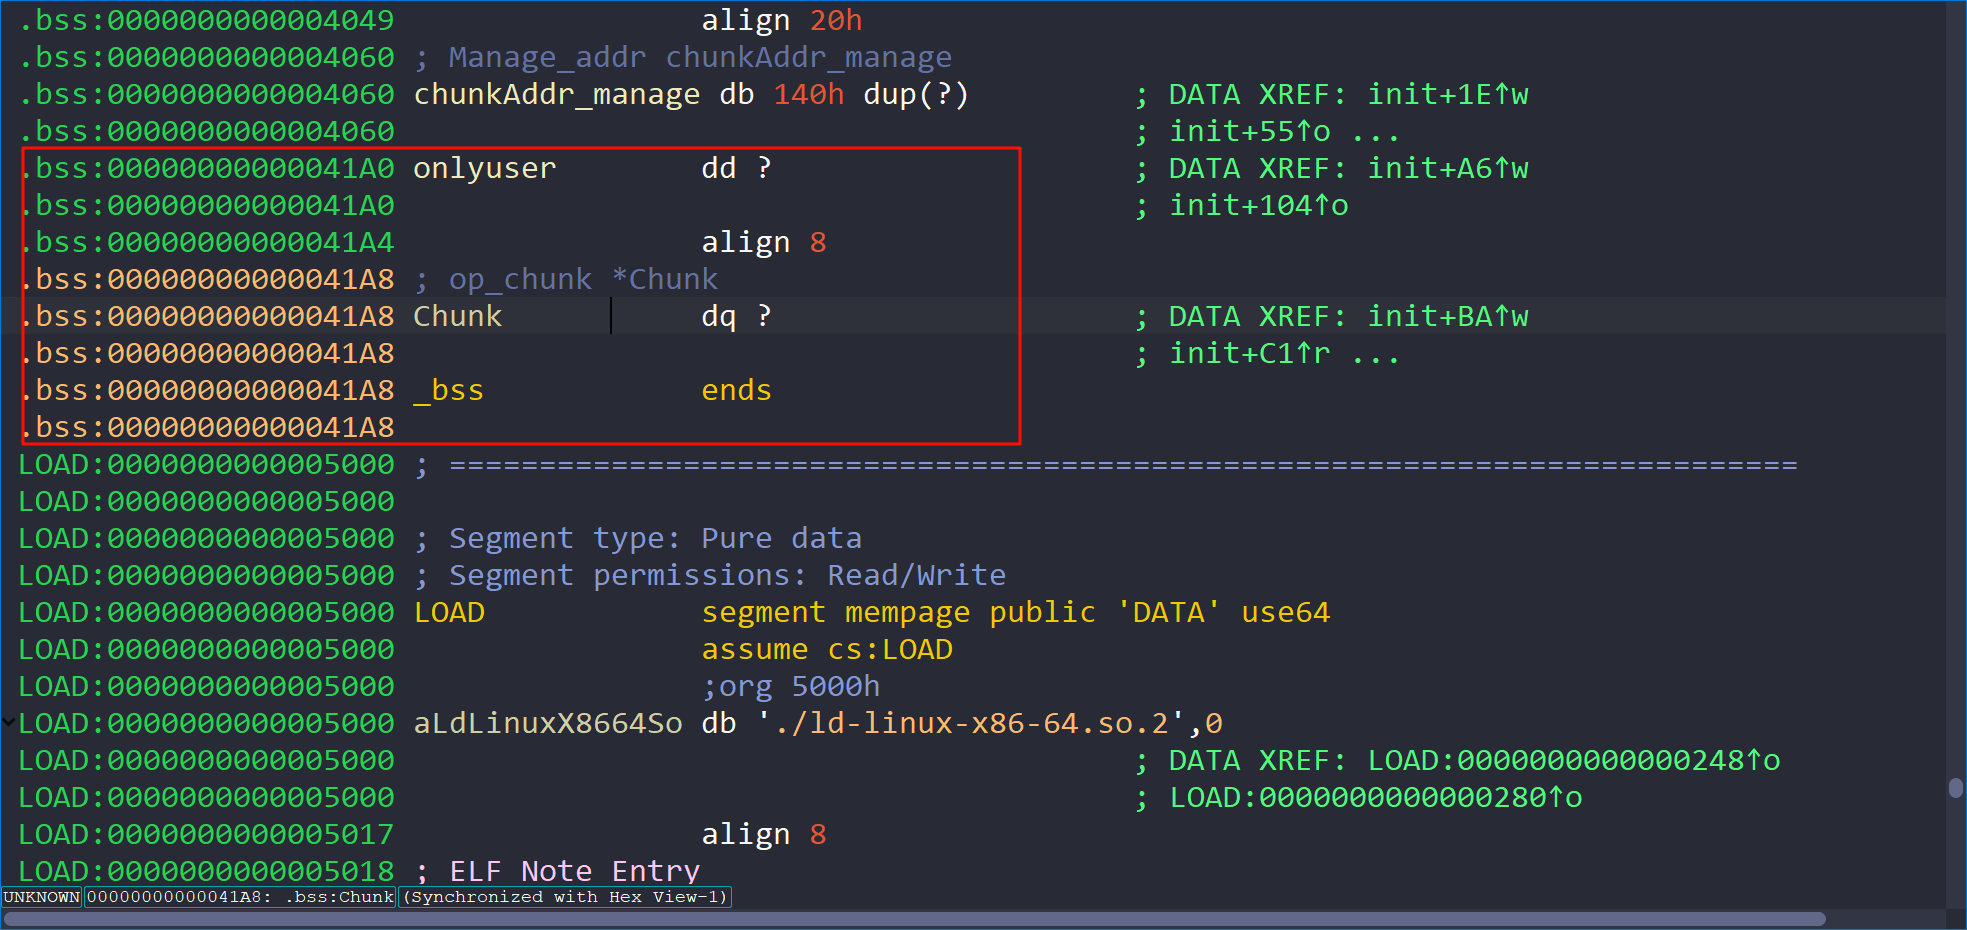 .bss:0000000000004049 align 20h
.bss:0000000000004060 ; Manage_addr chunkAddr_manage
.bss:0000000000004060 chunkAddr_manage db 140h dup(?) ; DATA XREF: init+1E↑w
.bss:0000000000004060 ; init+55↑o ...
.bss:00000000000041A0 onlyuser dd ? ; DATA XREF: init+A6↑w
.bss:00000000000041A0 ; init+104↑o
.bss:00000000000041A4 align 8
.bss:00000000000041A8 ; op_chunk *Chunk
.bss:00000000000041A8 Chunk dq ? ; DATA XREF: init+BA↑w
.bss:00000000000041A8 ; init+C1↑r ...
.bss:00000000000041A8 _bss ends
.bss:00000000000041A8
LOAD:0000000000005000 ; ===========================================================================
LOAD:0000000000005000
LOAD:0000000000005000 ; Segment type: Pure data
LOAD:0000000000005000 ; Segment permissions: Read/Write
LOAD:0000000000005000 LOAD segment mempage public 'DATA' use64
LOAD:0000000000005000 assume cs:LOAD
LOAD:0000000000005000 ;org 5000h
LOAD:0000000000005000 aLdLinuxX8664So db './ld-linux-x86-64.so.2',0
LOAD:0000000000005000 ; DATA XREF: LOAD:0000000000000248↑o
LOAD:0000000000005000 ; LOAD:0000000000000280↑o
LOAD:0000000000005017 align 8
LOAD:0000000000005018 ; ELF Note Entry
UNKNOWN 00000000000041A8: .bss:Chunk (Synchronized with Hex View-1)